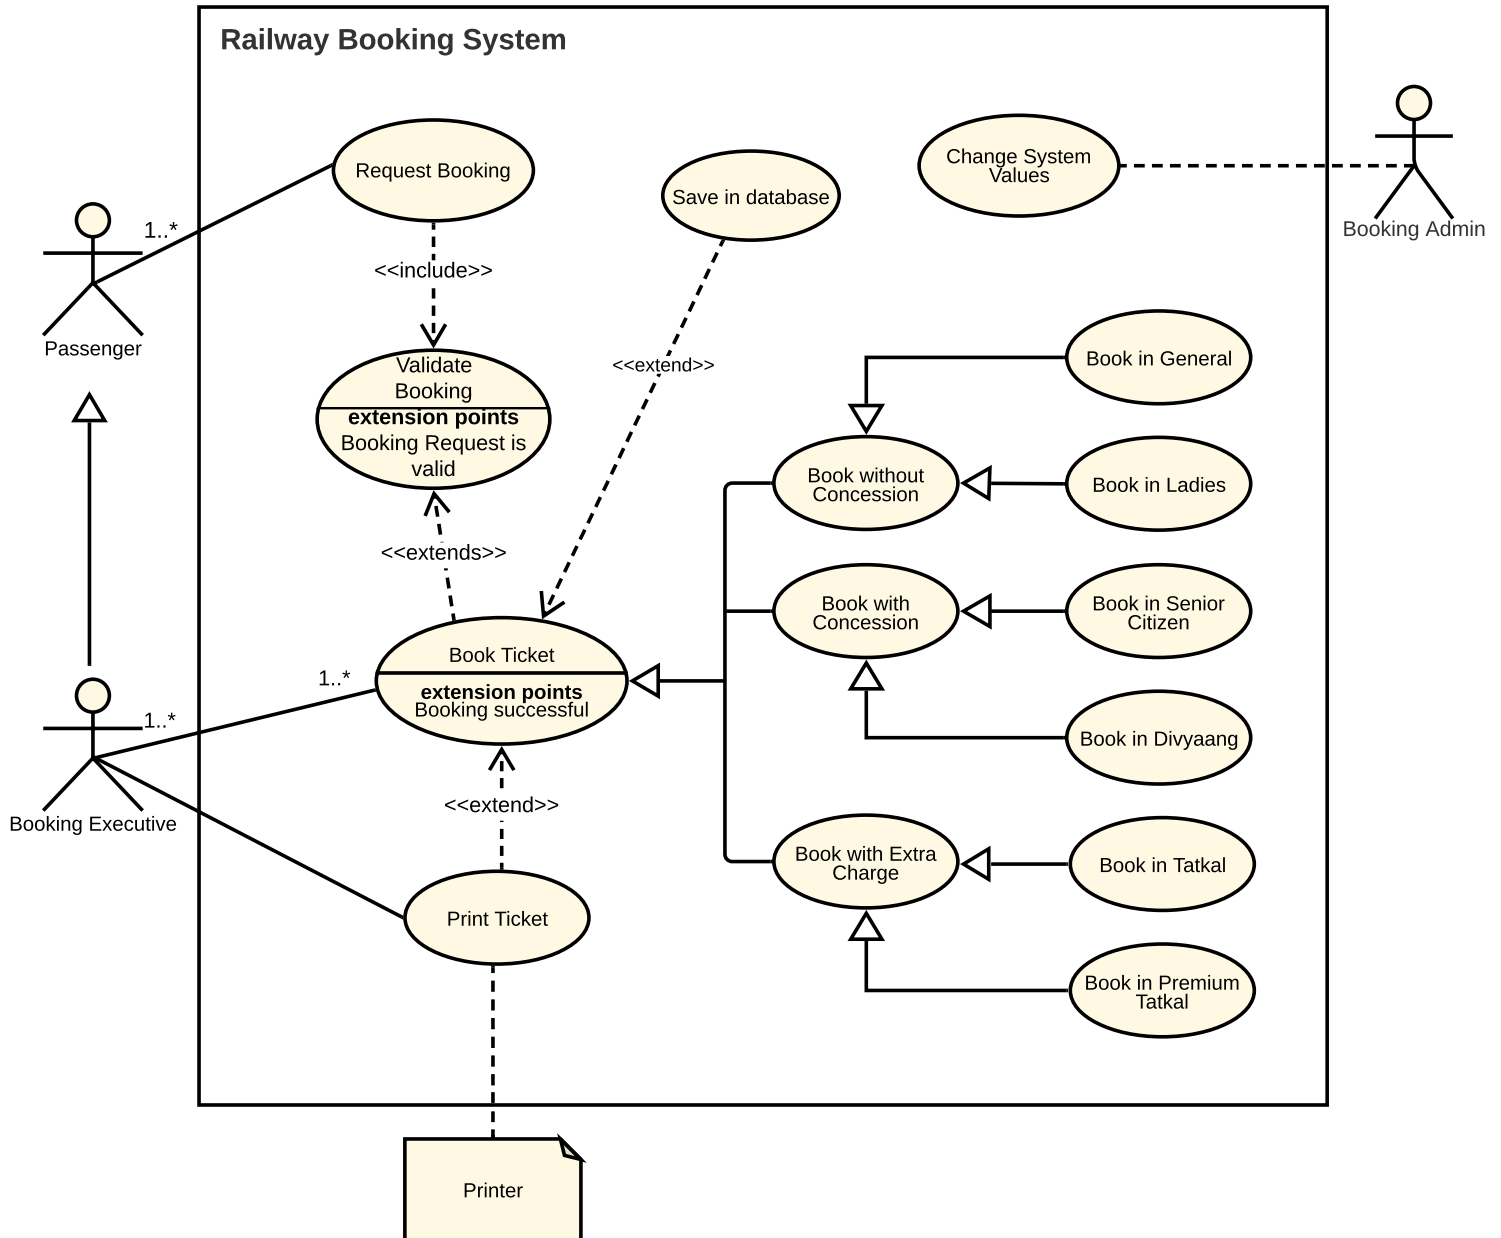 Railway Booking System
Request Booking
Save in database
Change System
Values
Booking Admin
1..*
Passenger
<<include>>
Validate
Booking
extension points
Booking Request is
valid
<<extend>>
<<extends>>
Book in General
Book without
Concession
Book in Ladies
Book with
Concession
Book in Senior
Citizen
Book in Divyaang
Book Ticket
extension points
Booking successful
1..*
1..*
Booking Executive
<<extend>>
Print Ticket
Book with Extra
Charge
Book in Tatkal
Book in Premium
Tatkal
Printer